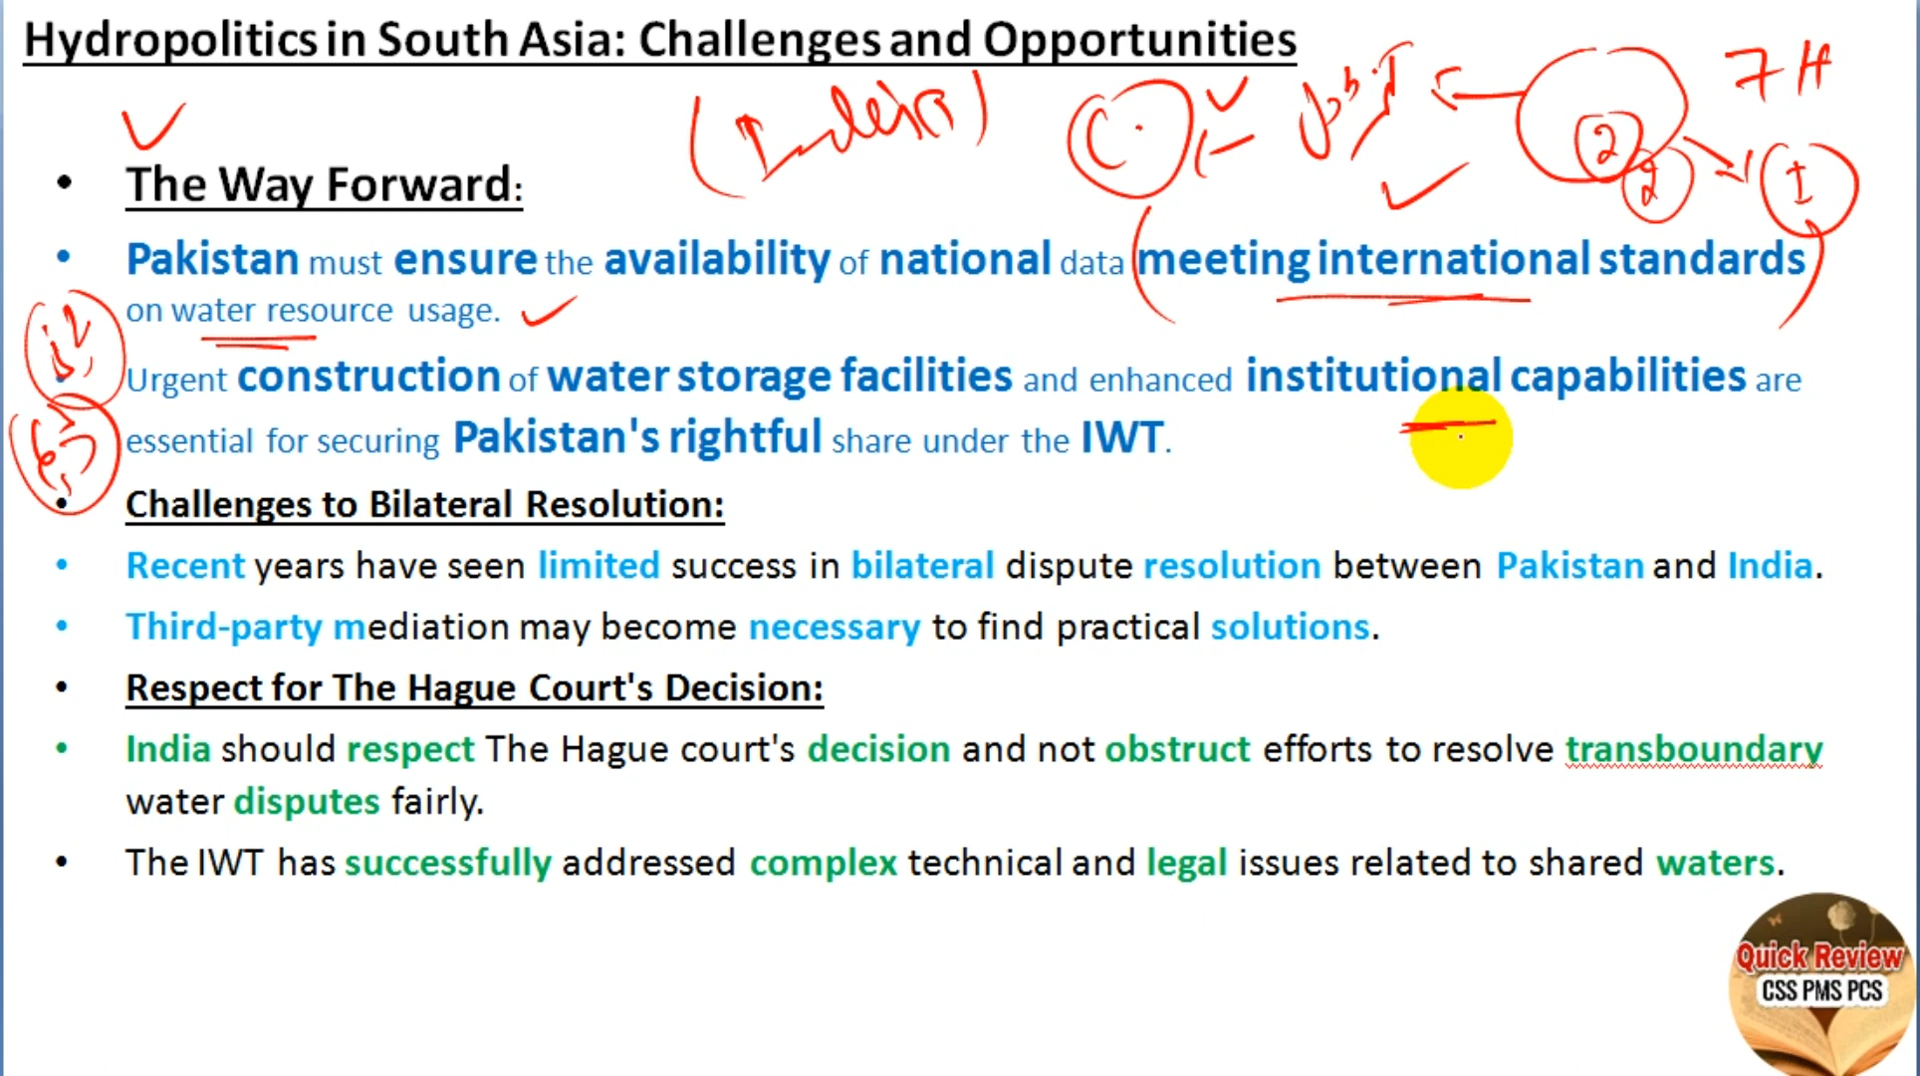 Hydropolitics in South Asia: Challenges and Opportunities
7 H
(India)
C
2
2
I
• The Way Forward:
• Pakistan must ensure the availability of national data meeting international standards
on water resource usage.
• Urgent construction of water storage facilities and enhanced institutional capabilities are
essential for securing Pakistan's rightful share under the IWT.
• Challenges to Bilateral Resolution:
• Recent years have seen limited success in bilateral dispute resolution between Pakistan and India.
• Third-party mediation may become necessary to find practical solutions.
• Respect for The Hague Court's Decision:
• India should respect The Hague court's decision and not obstruct efforts to resolve transboundary
water disputes fairly.
• The IWT has successfully addressed complex technical and legal issues related to shared waters.
Quick Review
CSS PMS PCS